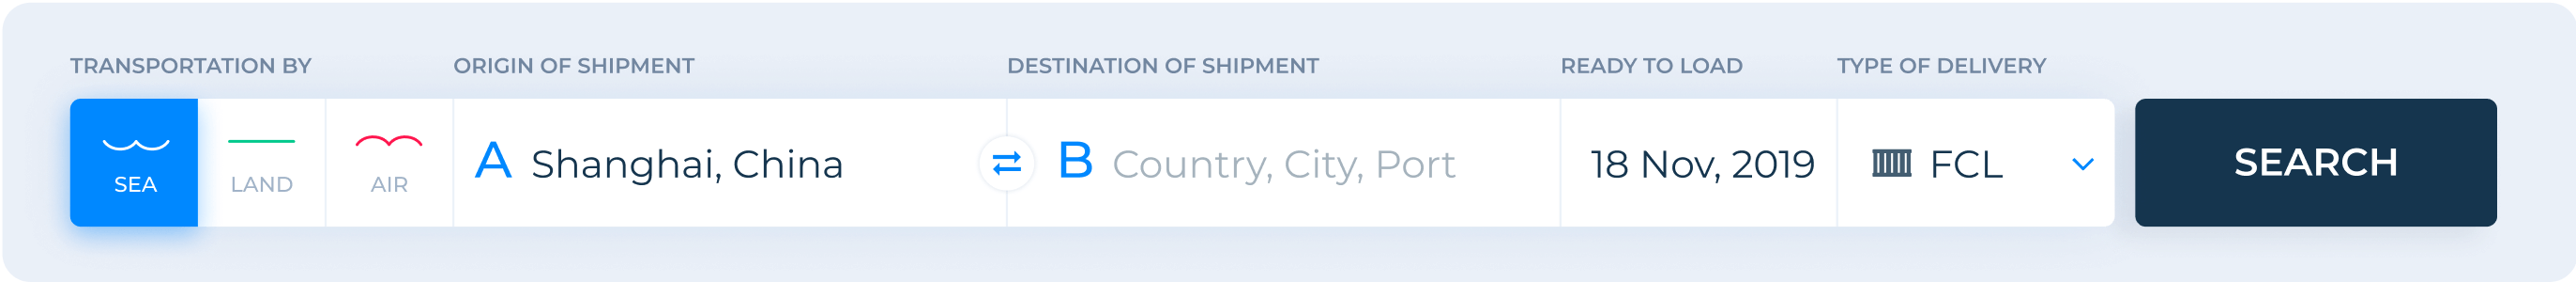 TRANSPORTATION BY
ORIGIN OF SHIPMENT
DESTINATION OF SHIPMENT
READY TO LOAD
TYPE OF DELIVERY
SEA
LAND
AIR
A Shanghai, China
B Country, City, Port
18 Nov, 2019
FCL
SEARCH